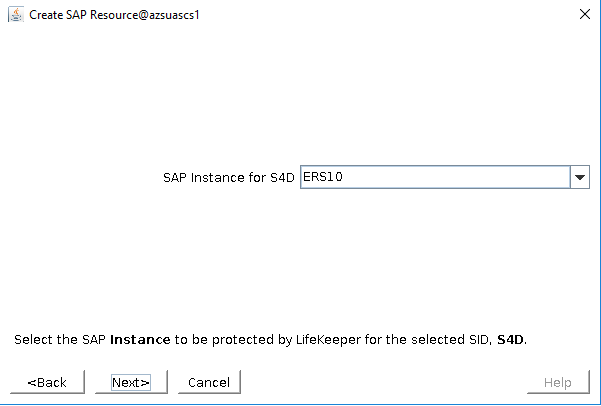 Create SAP Resource@azsuascs1
SAP Instance for S4D ERS10
Select the SAP Instance to be protected by LifeKeeper for the selected SID, S4D.
<Back Next> Cancel Help